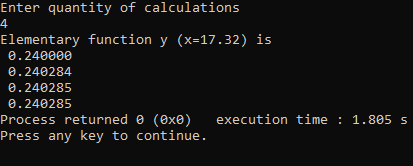 Enter quantity of calculations
4
Elementary function y (x=17.32) is
0.240000
0.240284
0.240285
0.240285
Process returned 0 (0x0)   execution time : 1.805 s
Press any key to continue.